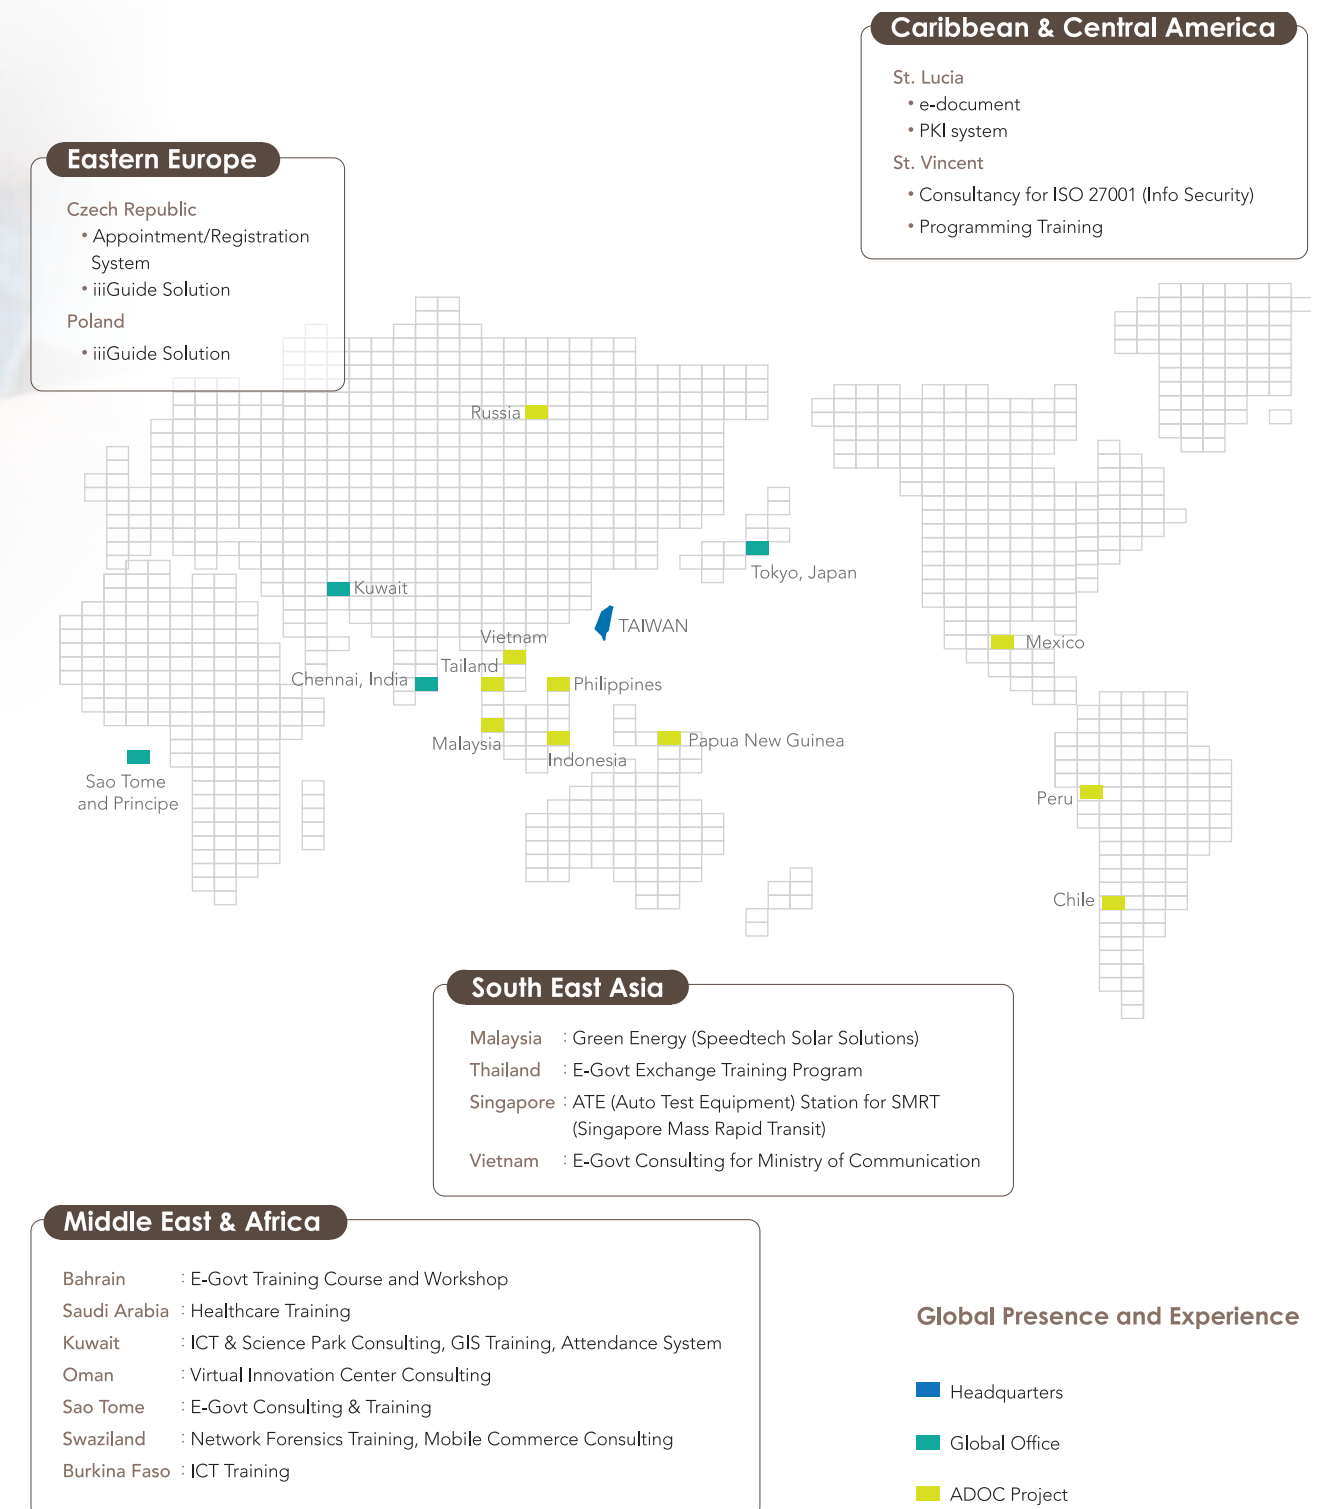 Caribbean & Central America
St. Lucia
• e-document
• PKI system
St. Vincent
• Consultancy for ISO 27001 (Info Security)
• Programming Training
Eastern Europe
Czech Republic
• Appointment/Registration
System
• iiiGuide Solution
Poland
• iiiGuide Solution
Russia
Tokyo, Japan
Kuwait
TAIWAN
Vietnam
Mexico
Tailand
Chennai, India
Philippines
Malaysia
Papua New Guinea
Indonesia
Sao Tome
and Principe
Peru
Chile
South East Asia
Malaysia : Green Energy (Speedtech Solar Solutions)
Thailand : E-Govt Exchange Training Program
Singapore : ATE (Auto Test Equipment) Station for SMRT
(Singapore Mass Rapid Transit)
Vietnam : E-Govt Consulting for Ministry of Communication
Middle East & Africa
Bahrain : E-Govt Training Course and Workshop
Saudi Arabia : Healthcare Training
Kuwait : ICT & Science Park Consulting, GIS Training, Attendance System
Oman : Virtual Innovation Center Consulting
Sao Tome : E-Govt Consulting & Training
Swaziland : Network Forensics Training, Mobile Commerce Consulting
Burkina Faso : ICT Training
Global Presence and Experience
Headquarters
Global Office
ADOC Project